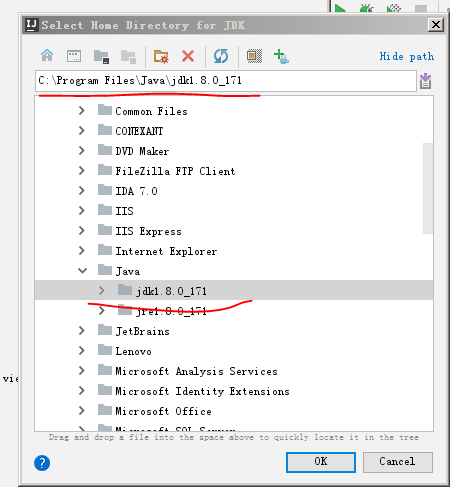 Select Home Directory for JDK
Hide path
C:\Program Files\Java\jdk1.8.0_171
Common Files
CONEXANT
DVD Maker
FileZilla FTP Client
IDA 7.0
IIS
IIS Express
Internet Explorer
Java
jdk1.8.0_171
jre1.8.0_171
JetBrains
Lenovo
vie
Microsoft Analysis Services
Microsoft Identity Extensions
Microsoft Office
Microsoft SQL Server
Drag and drop a file into the space above to quickly locate it in the tree
?
OK
Cancel